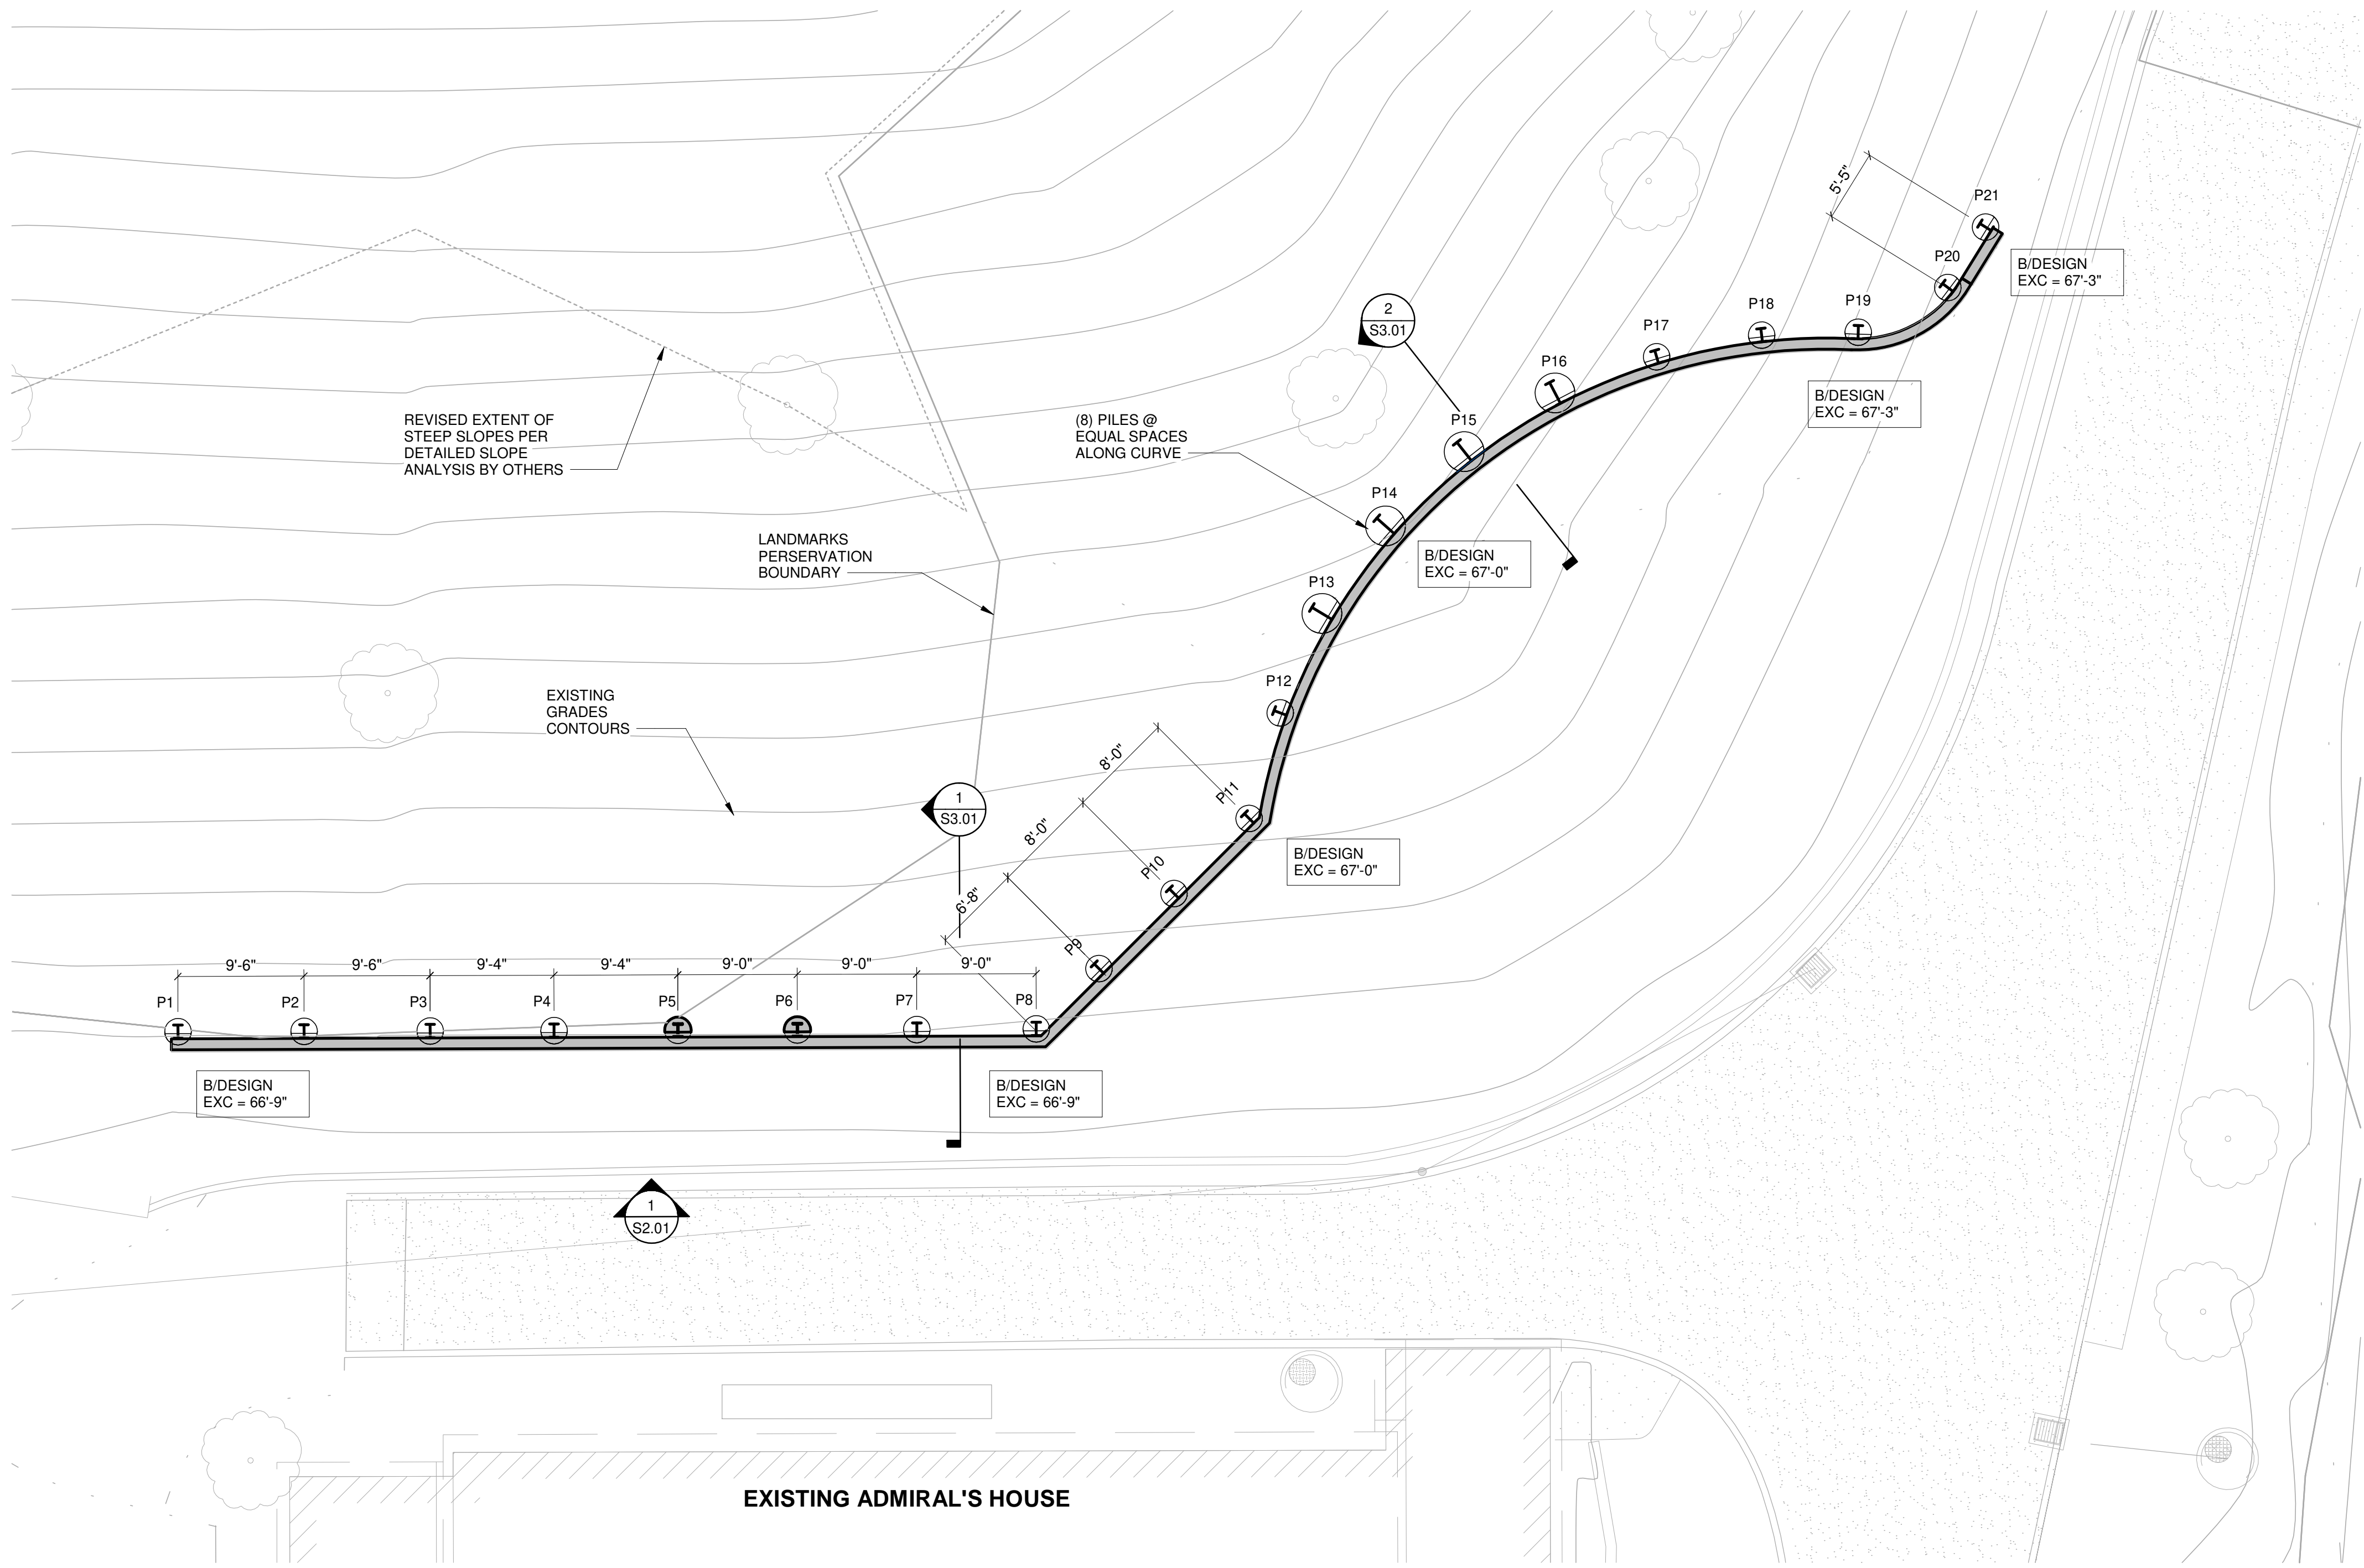 5'-5"
P21
P20
B/DESIGN
EXC = 67'-3"
2
S3.01
P19
P18
P17
P16
B/DESIGN
EXC = 67'-3"
REVISED EXTENT OF
STEEP SLOPES PER
DETAILED SLOPE
ANALYSIS BY OTHERS
(8) PILES @
EQUAL SPACES
ALONG CURVE
P15
P14
B/DESIGN
EXC = 67'-0"
LANDMARKS
PERSERVATION
BOUNDARY
P13
P12
EXISTING
GRADES
CONTOURS
1
S3.01
8'-0"
8'-0"
6'-8"
P11
P10
P9
B/DESIGN
EXC = 67'-0"
9'-6"
9'-6"
9'-4"
9'-4"
9'-0"
9'-0"
9'-0"
P1
P2
P3
P4
P5
P6
P7
P8
B/DESIGN
EXC = 66'-9"
B/DESIGN
EXC = 66'-9"
1
S2.01
EXISTING ADMIRAL'S HOUSE